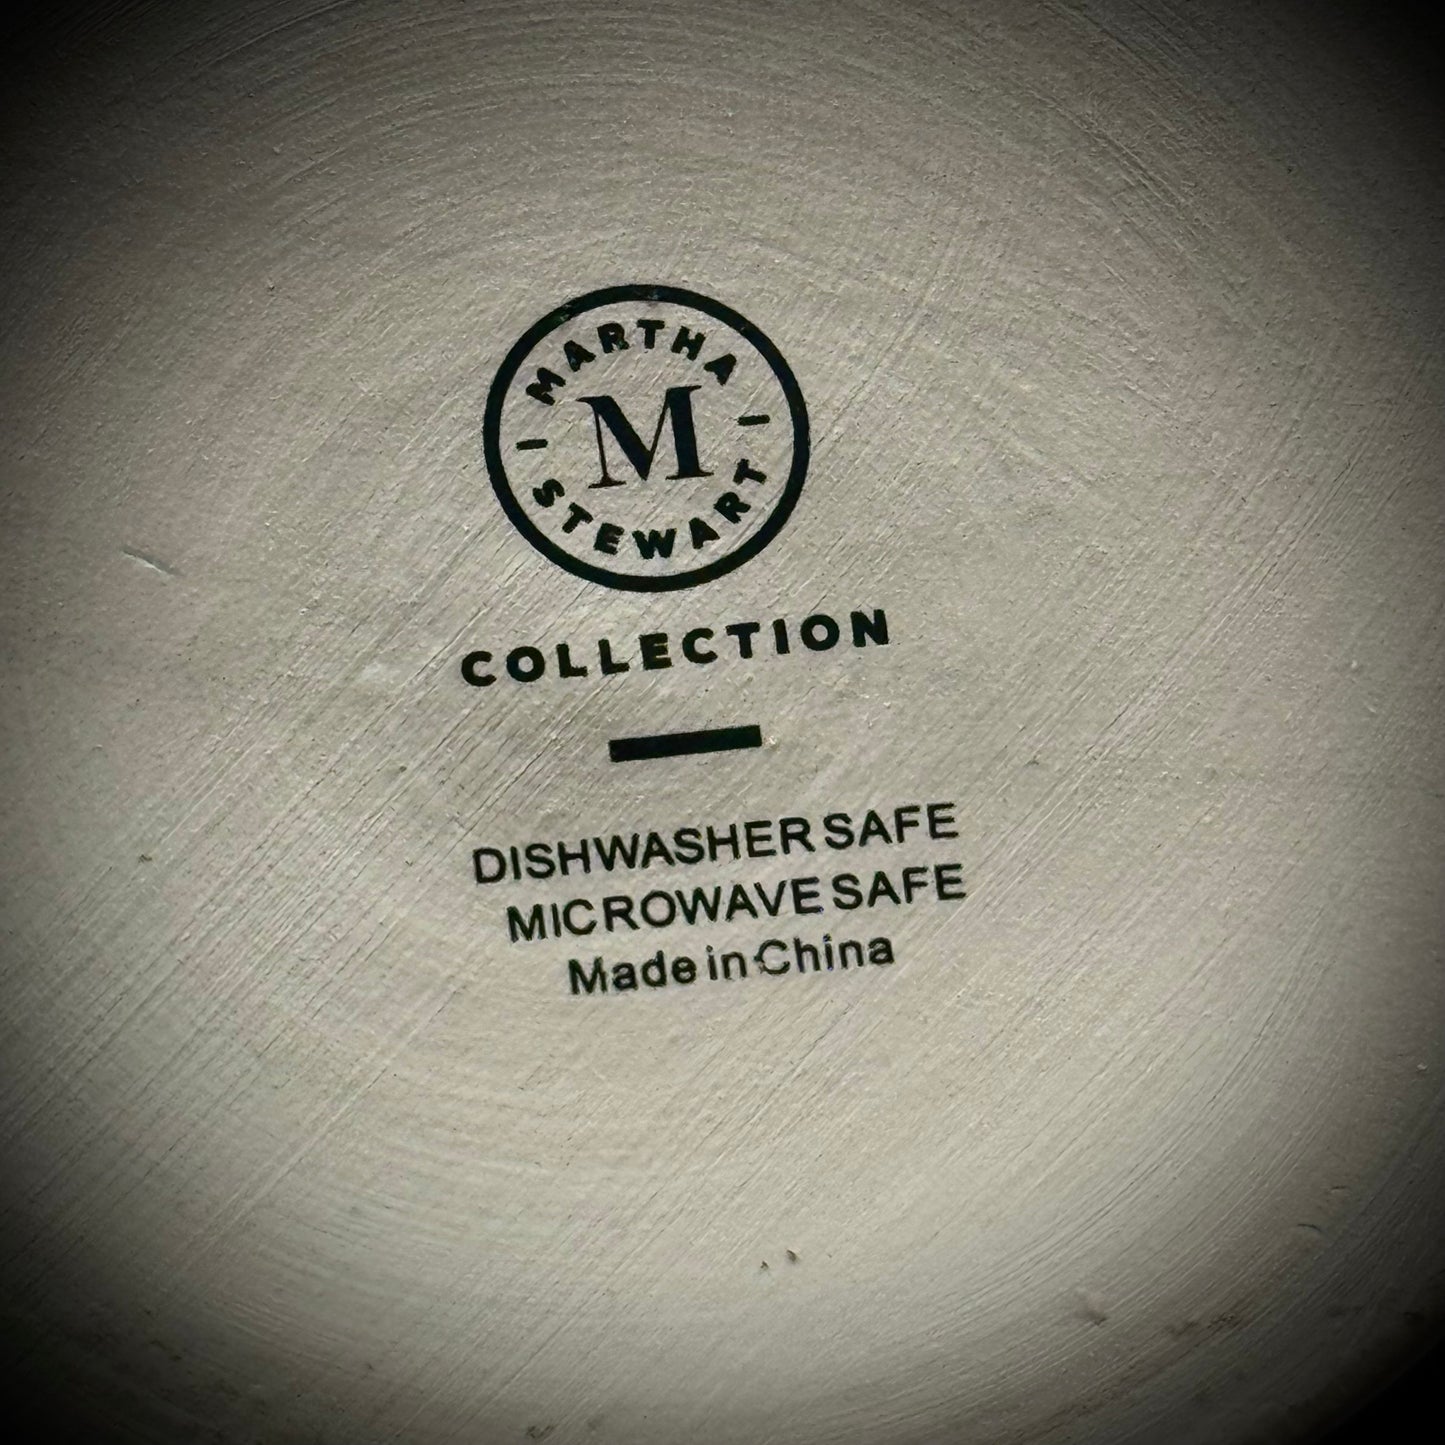 MARTHA
M
STEWART
COLLECTION
DISHWASHER SAFE
MICROWAVE SAFE
Made in China